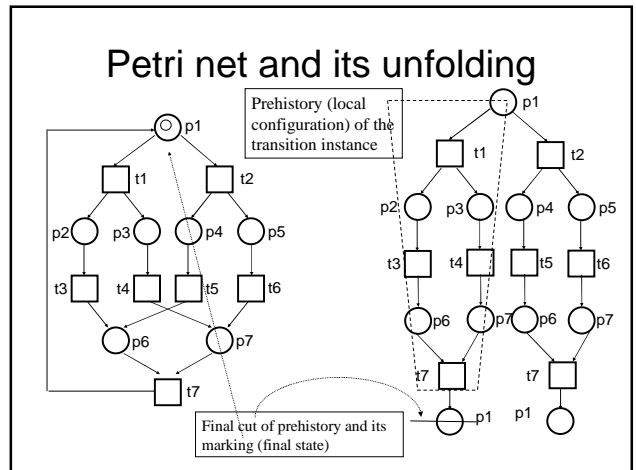 Petri net and its unfolding
Prehistory (local
configuration) of the
transition instance
p1
t1
t2
p2
p3
p4
p5
t3
t4
t5
t6
p6
p7
t7
p1
t1
t2
p2
p3
p4
p5
t3
t4
t5
t6
p6
p7
p6
p7
t7
t7
p1
p1
Final cut of prehistory and its
marking (final state)